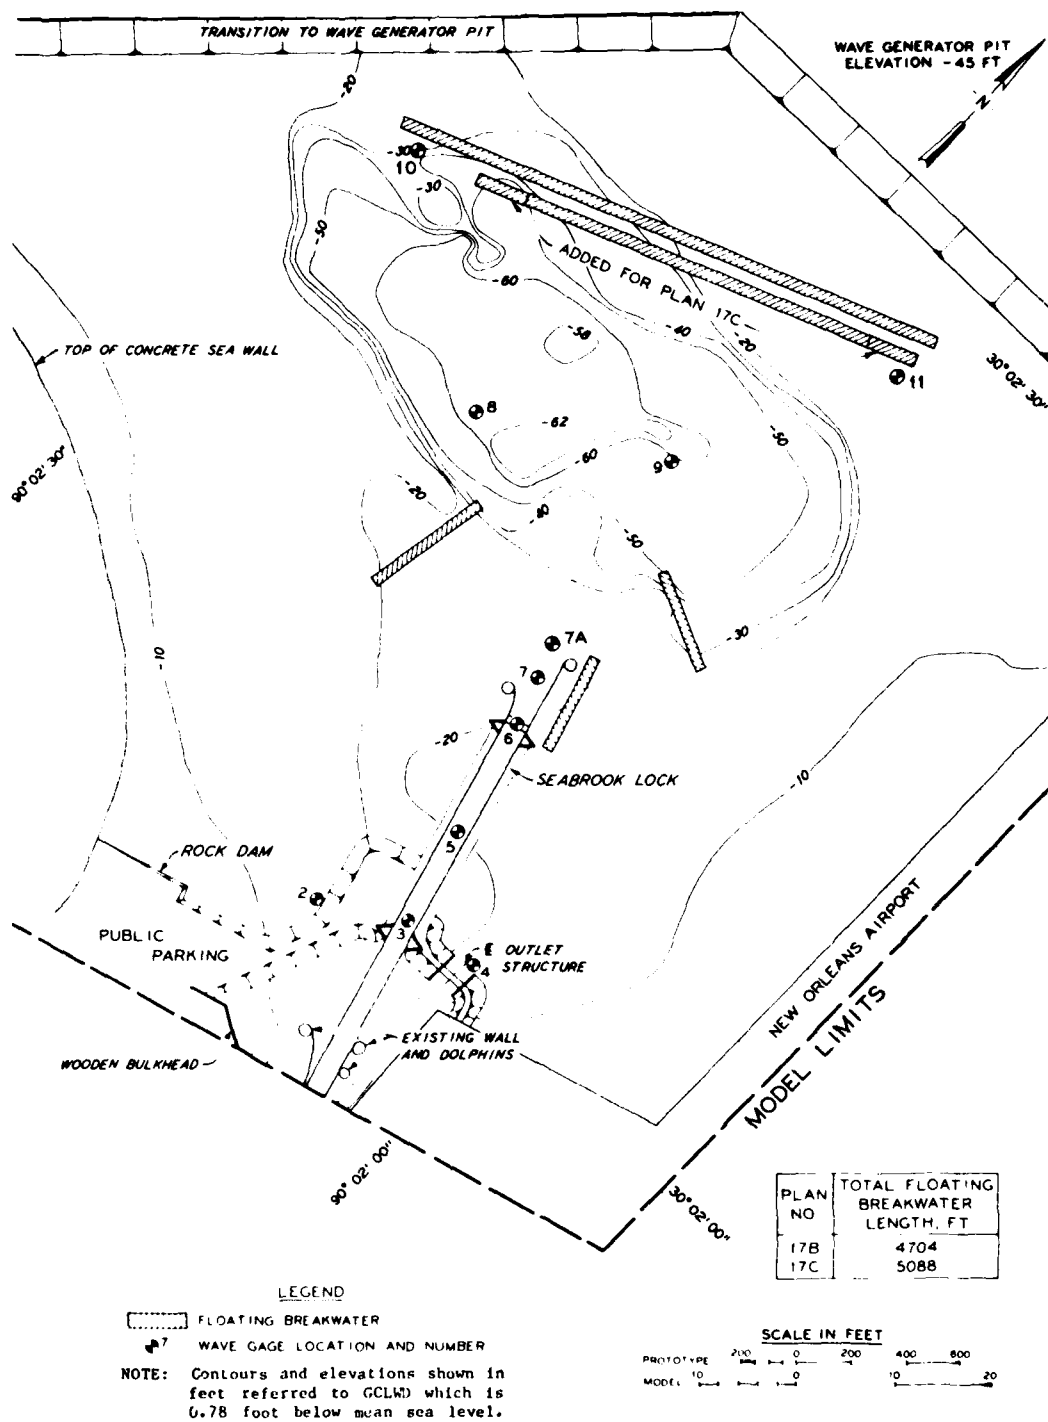 TRANSITION TO WAVE GENERATOR PIT
WAVE GENERATOR PIT
ELEVATION -45 FT
N
-20
-30
10
-30
-50
ADDED FOR PLAN 17C
-60
-58
-40
-20
11
30° 02' 30"
TOP OF CONCRETE SEA WALL
8
-62
-50
-60
9
90° 02' 30"
-20
-50
-10
-30
7A
7
6
-20
SEABROOK LOCK
-10
5
ROCK DAM
2
3
PUBLIC
PARKING
℄ OUTLET
STRUCTURE
4
NEW ORLEANS AIRPORT
MODEL LIMITS
EXISTING WALL
AND DOLPHINS
WOODEN BULKHEAD
90° 02' 00"
30° 02' 00"
PLAN NO
TOTAL FLOATING BREAKWATER LENGTH, FT
17B 4704
17C 5088
LEGEND
FLOATING BREAKWATER
7 WAVE GAGE LOCATION AND NUMBER
NOTE: Contours and elevations shown in
feet referred to GCLWD which is
0.78 foot below mean sea level.
SCALE IN FEET
PROTOTYPE 200 0 200 400 600
MODEL 10 0 10 20